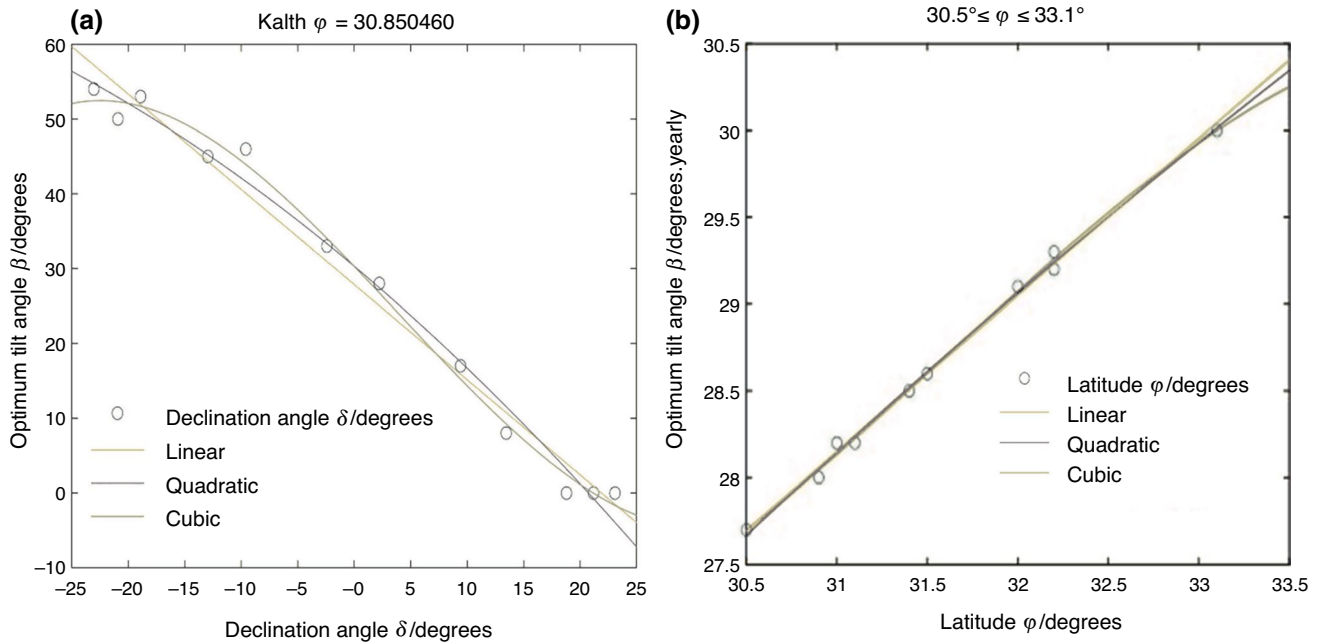 (a)
Kalth φ = 30.850460
60
50
40
30
20
10
0
–10
Optimum tilt angle β/degrees
Declination angle δ/degrees
Linear
Quadratic
Cubic
–25 –20 –15 –10 –5 –0 5 10 15 20 25
Declination angle δ/degrees
(b)
30.5°≤ φ ≤ 33.1°
30.5
30
29.5
29
28.5
28
27.5
Optimum tilt angle β/degrees.yearly
Latitude φ/degrees
Linear
Quadratic
Cubic
30.5 31 31.5 32 32.5 33 33.5
Latitude φ/degrees